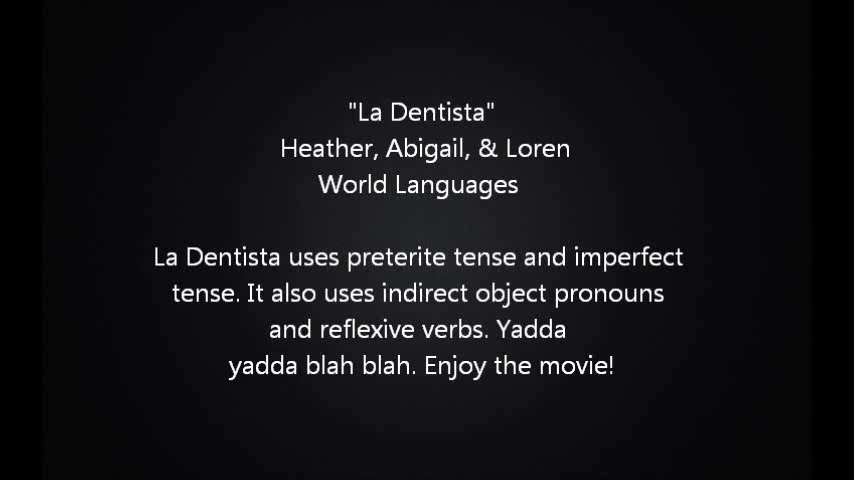 "La Dentista"
Heather, Abigail, & Loren
World Languages
La Dentista uses preterite tense and imperfect
tense. It also uses indirect object pronouns
and reflexive verbs. Yadda
yadda blah blah. Enjoy the movie!